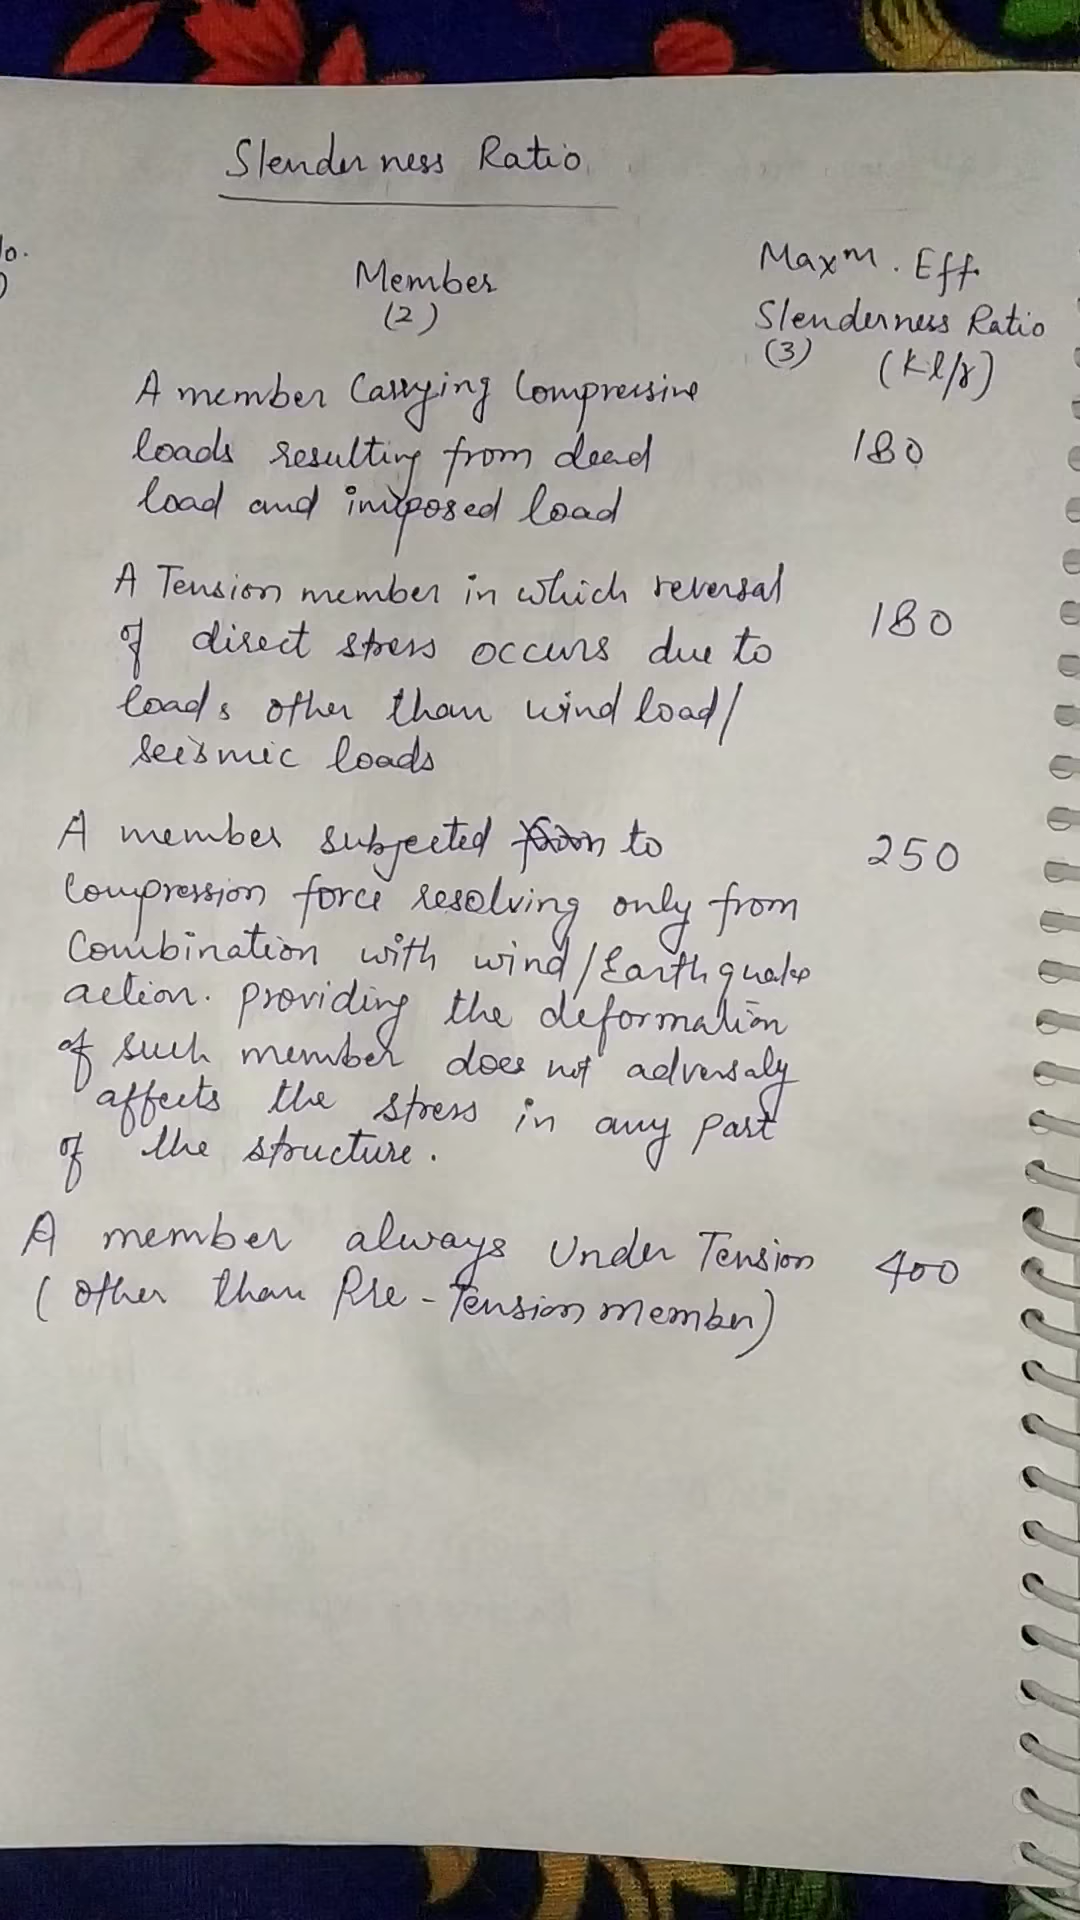 Slenderness Ratio
No.
Member
(2)
Maxm. Eff.
Slenderness Ratio
(3) (kl/r)
A member Carrying Compressive
loads resulting from dead
load and imposed load
180
A Tension member in which reversal
of direct stress occurs due to
loads other than wind load/
seismic loads
180
A member subjected to
Compression force resolving only from
Combination with wind/Earthquake
action. providing the deformation
of such member does not adversaly
affects the stress in any part
of the structure.
250
A member always Under Tension
(other than Pre-Tension member)
400